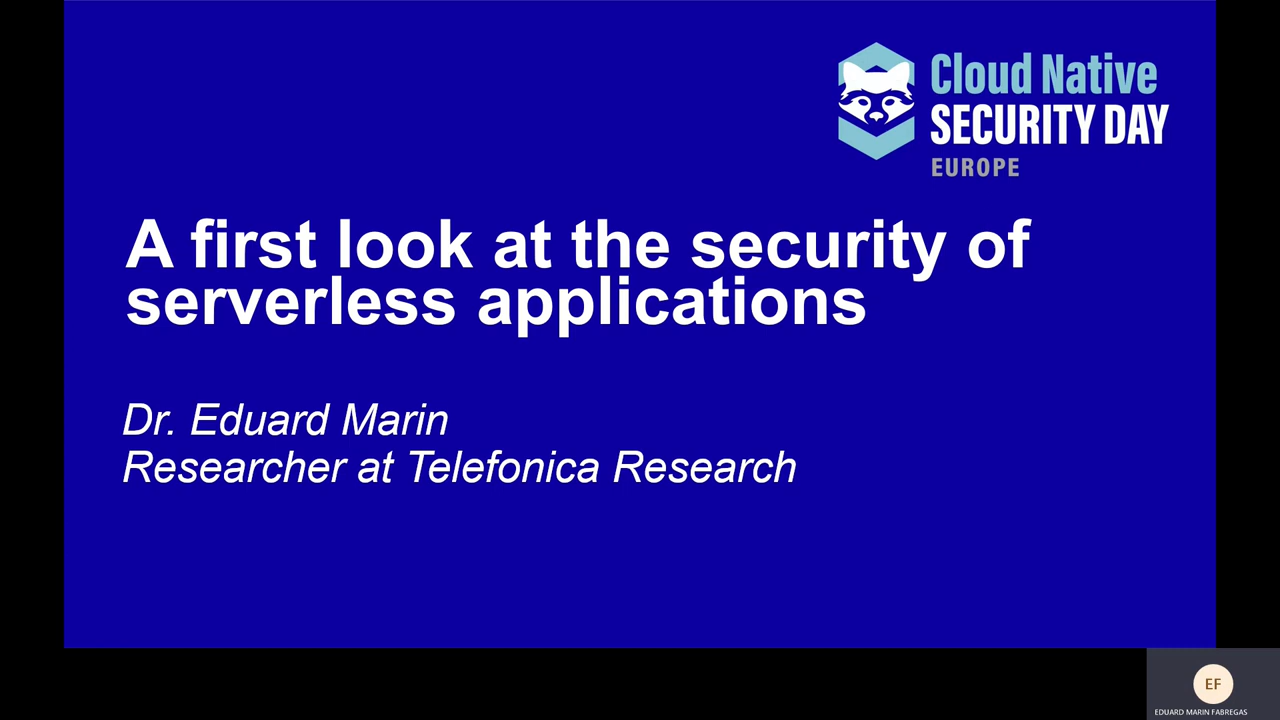 Cloud Native
SECURITY DAY
EUROPE
A first look at the security of
serverless applications
Dr. Eduard Marin
Researcher at Telefonica Research
EF
EDUARD MARIN FABREGAS